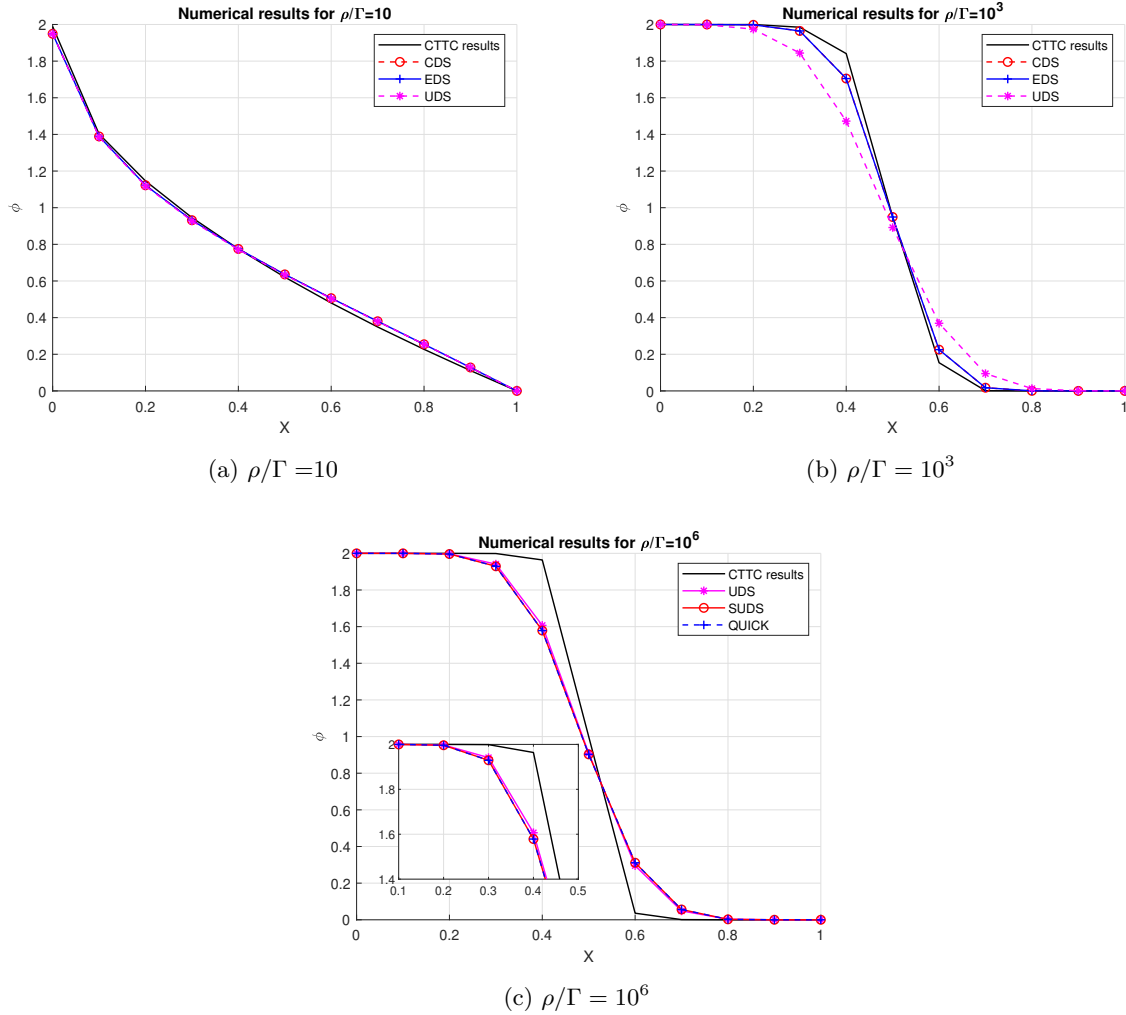 Numerical results for ρ/Γ=10
CTTC results
CDS
EDS
UDS
2
1.8
1.6
1.4
1.2
1
0.8
0.6
0.4
0.2
0
ϕ
0
0.2
0.4
0.6
0.8
1
X
(a) ρ/Γ =10
Numerical results for ρ/Γ=10³
CTTC results
CDS
EDS
UDS
2
1.8
1.6
1.4
1.2
1
0.8
0.6
0.4
0.2
0
ϕ
0
0.2
0.4
0.6
0.8
1
X
(b) ρ/Γ = 10³
Numerical results for ρ/Γ=10⁶
CTTC results
UDS
SUDS
QUICK
2
1.8
1.6
1.4
1.2
1
0.8
0.6
0.4
0.2
0
ϕ
2
1.8
1.6
1.4
0.1
0.2
0.3
0.4
0.5
0
0.2
0.4
0.6
0.8
1
X
(c) ρ/Γ = 10⁶